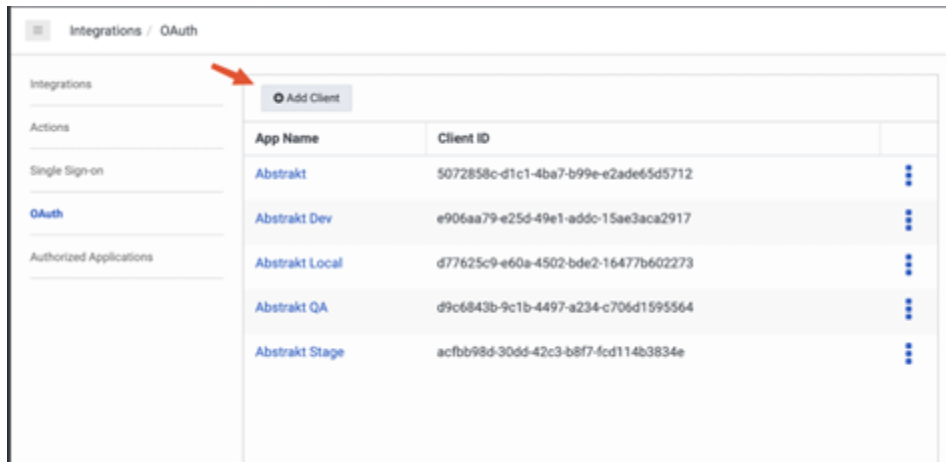 Integrations / OAuth
Integrations
Actions
Single Sign-on
OAuth
Authorized Applications
Add Client
App Name Client ID
Abstrakt 5072858c-d1c1-4ba7-b99e-e2ade65d5712
Abstrakt Dev e906aa79-e25d-49e1-addc-15ae3aca2917
Abstrakt Local d77625c9-e60a-4502-bde2-16477b602273
Abstrakt QA d9c6843b-9c1b-4497-a234-c706d1595564
Abstrakt Stage acfbb98d-30dd-42c3-b8f7-fcd114b3834e